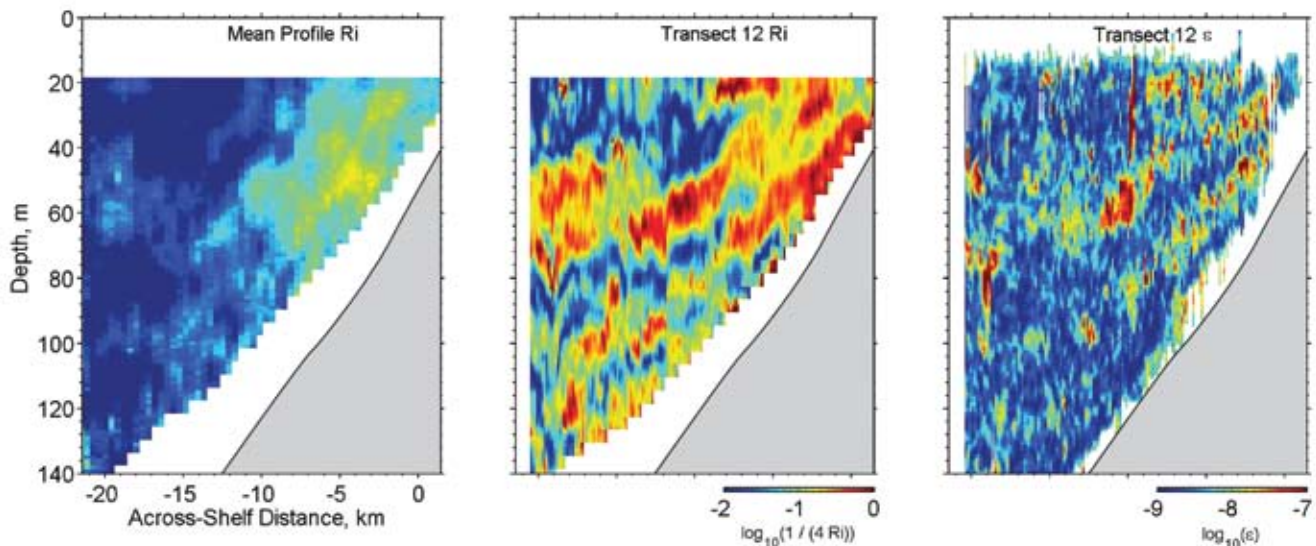 Mean Profile Ri
Transect 12 Ri
Transect 12 ε
0
20
40
60
80
100
120
140
Depth, m
-20 -15 -10 -5 0
Across-Shelf Distance, km
-2 -1 0
log10(1 / (4 Ri))
-9 -8 -7
log10(ε)